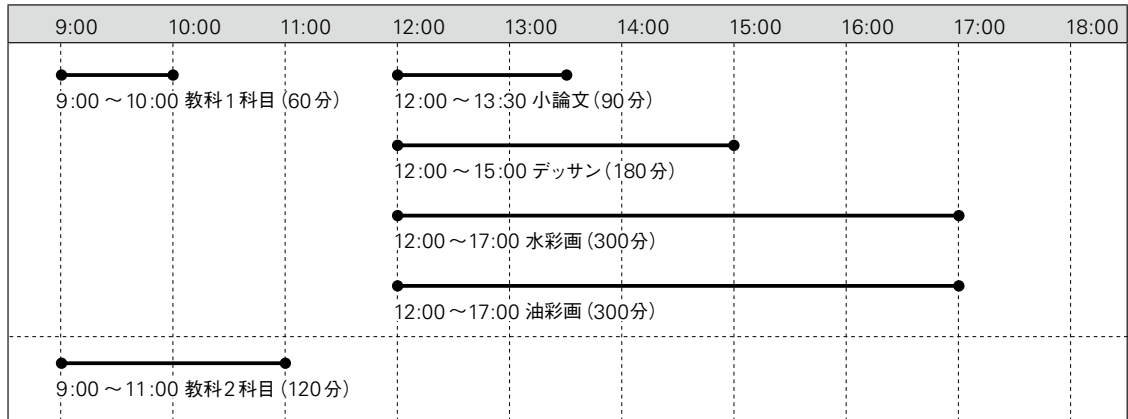 9:00 10:00 11:00 12:00 13:00 14:00 15:00 16:00 17:00 18:00
9:00～10:00 教科1科目（60分） 12:00～13:30 小論文（90分）
12:00～15:00 デッサン（180分）
12:00～17:00 水彩画（300分）
12:00～17:00 油彩画（300分）
9:00～11:00 教科2科目（120分）